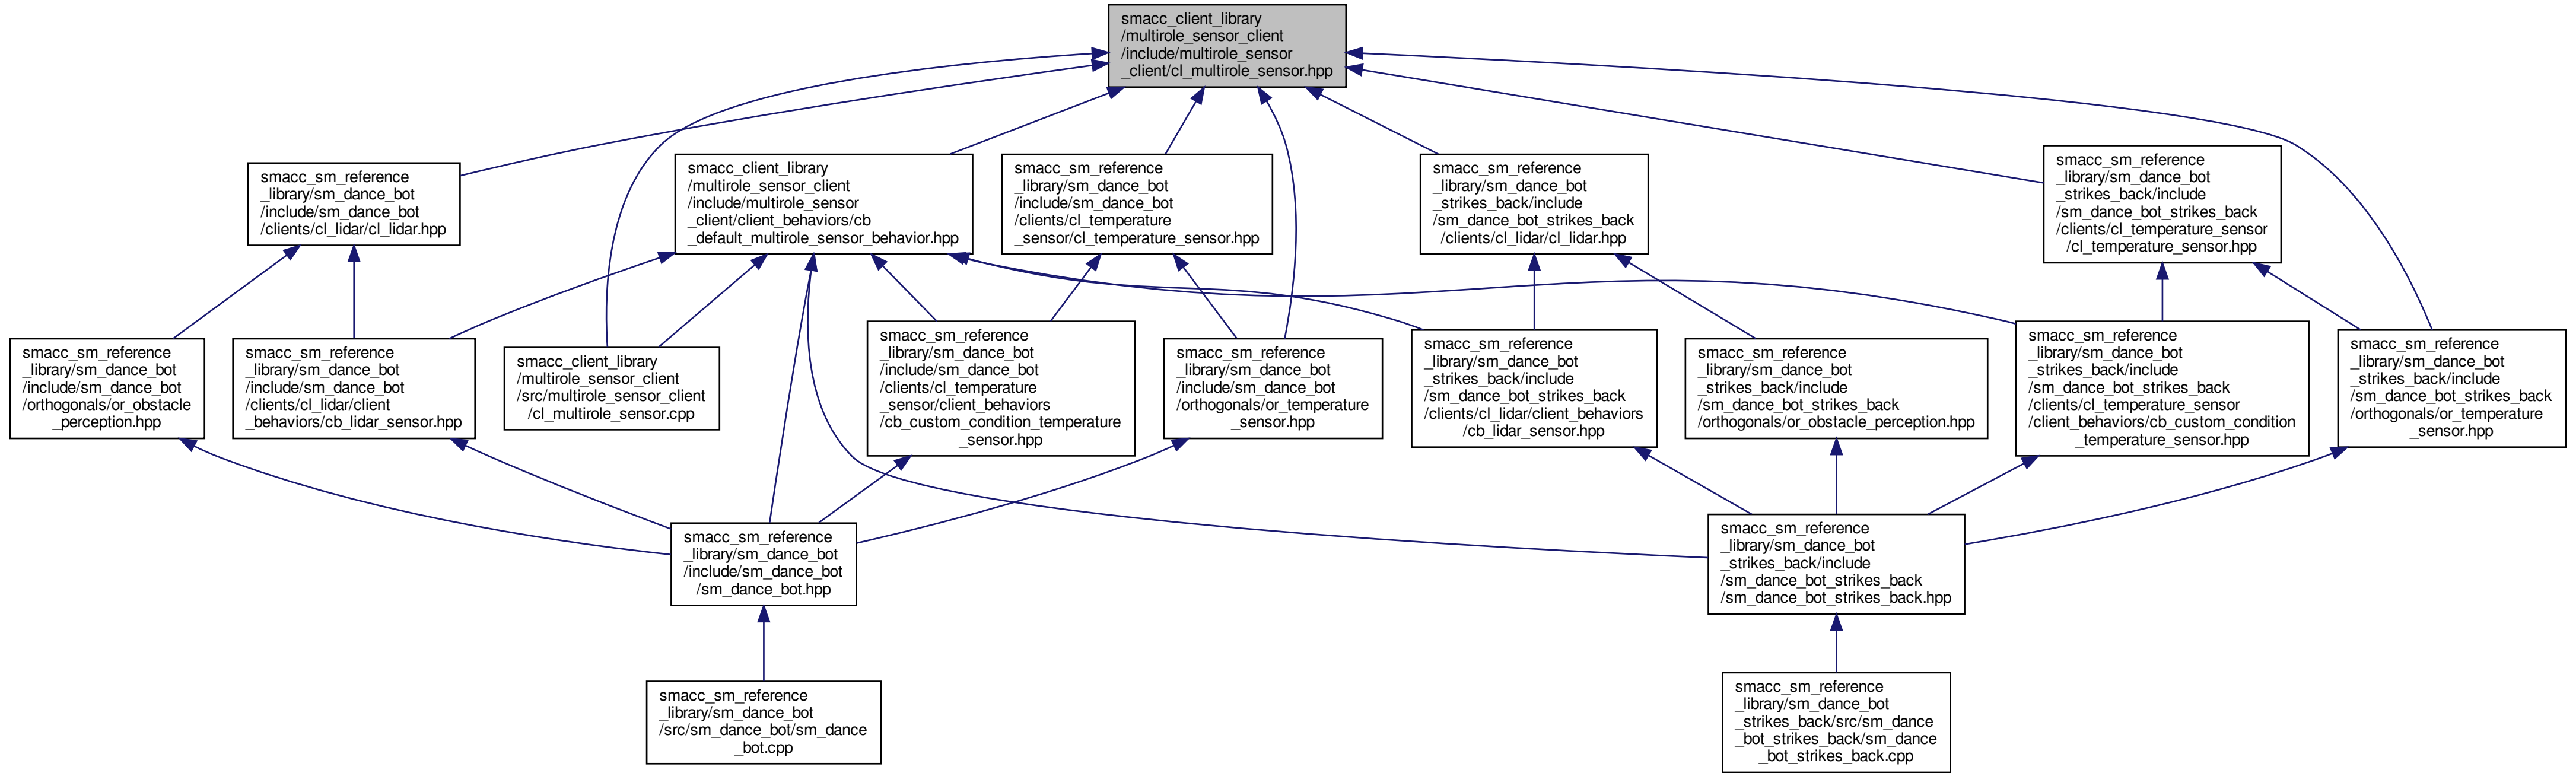 smacc_client_library
/multirole_sensor_client
/include/multirole_sensor
_client/cl_multirole_sensor.hpp
smacc_sm_reference
_library/sm_dance_bot
/include/sm_dance_bot
/clients/cl_lidar/cl_lidar.hpp
smacc_client_library
/multirole_sensor_client
/include/multirole_sensor
_client/client_behaviors/cb
_default_multirole_sensor_behavior.hpp
smacc_sm_reference
_library/sm_dance_bot
/include/sm_dance_bot
/clients/cl_temperature
_sensor/cl_temperature_sensor.hpp
smacc_sm_reference
_library/sm_dance_bot
_strikes_back/include
/sm_dance_bot_strikes_back
/clients/cl_lidar/cl_lidar.hpp
smacc_sm_reference
_library/sm_dance_bot
_strikes_back/include
/sm_dance_bot_strikes_back
/clients/cl_temperature_sensor
/cl_temperature_sensor.hpp
smacc_sm_reference
_library/sm_dance_bot
/include/sm_dance_bot
/orthogonals/or_obstacle
_perception.hpp
smacc_sm_reference
_library/sm_dance_bot
/include/sm_dance_bot
/clients/cl_lidar/client
_behaviors/cb_lidar_sensor.hpp
smacc_client_library
/multirole_sensor_client
/src/multirole_sensor_client
/cl_multirole_sensor.cpp
smacc_sm_reference
_library/sm_dance_bot
/include/sm_dance_bot
/clients/cl_temperature
_sensor/client_behaviors
/cb_custom_condition_temperature
_sensor.hpp
smacc_sm_reference
_library/sm_dance_bot
/include/sm_dance_bot
/orthogonals/or_temperature
_sensor.hpp
smacc_sm_reference
_library/sm_dance_bot
_strikes_back/include
/sm_dance_bot_strikes_back
/clients/cl_lidar/client_behaviors
/cb_lidar_sensor.hpp
smacc_sm_reference
_library/sm_dance_bot
_strikes_back/include
/sm_dance_bot_strikes_back
/orthogonals/or_obstacle_perception.hpp
smacc_sm_reference
_library/sm_dance_bot
_strikes_back/include
/sm_dance_bot_strikes_back
/clients/cl_temperature_sensor
/client_behaviors/cb_custom_condition
_temperature_sensor.hpp
smacc_sm_reference
_library/sm_dance_bot
_strikes_back/include
/sm_dance_bot_strikes_back
/orthogonals/or_temperature
_sensor.hpp
smacc_sm_reference
_library/sm_dance_bot
/include/sm_dance_bot
/sm_dance_bot.hpp
smacc_sm_reference
_library/sm_dance_bot
_strikes_back/include
/sm_dance_bot_strikes_back
/sm_dance_bot_strikes_back.hpp
smacc_sm_reference
_library/sm_dance_bot
/src/sm_dance_bot/sm_dance
_bot.cpp
smacc_sm_reference
_library/sm_dance_bot
_strikes_back/src/sm_dance
_bot_strikes_back/sm_dance
_bot_strikes_back.cpp